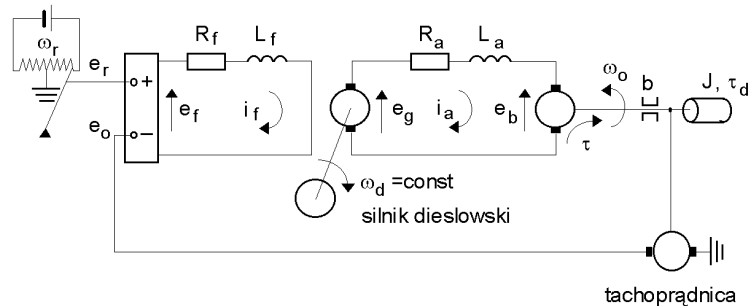 ω_r
R_f L_f R_a L_a
ω_o b J, τ_d
e_r +
e_f i_f e_g i_a e_b
e_o −
τ
ω_d =const
silnik dieslowski
tachoprądnica